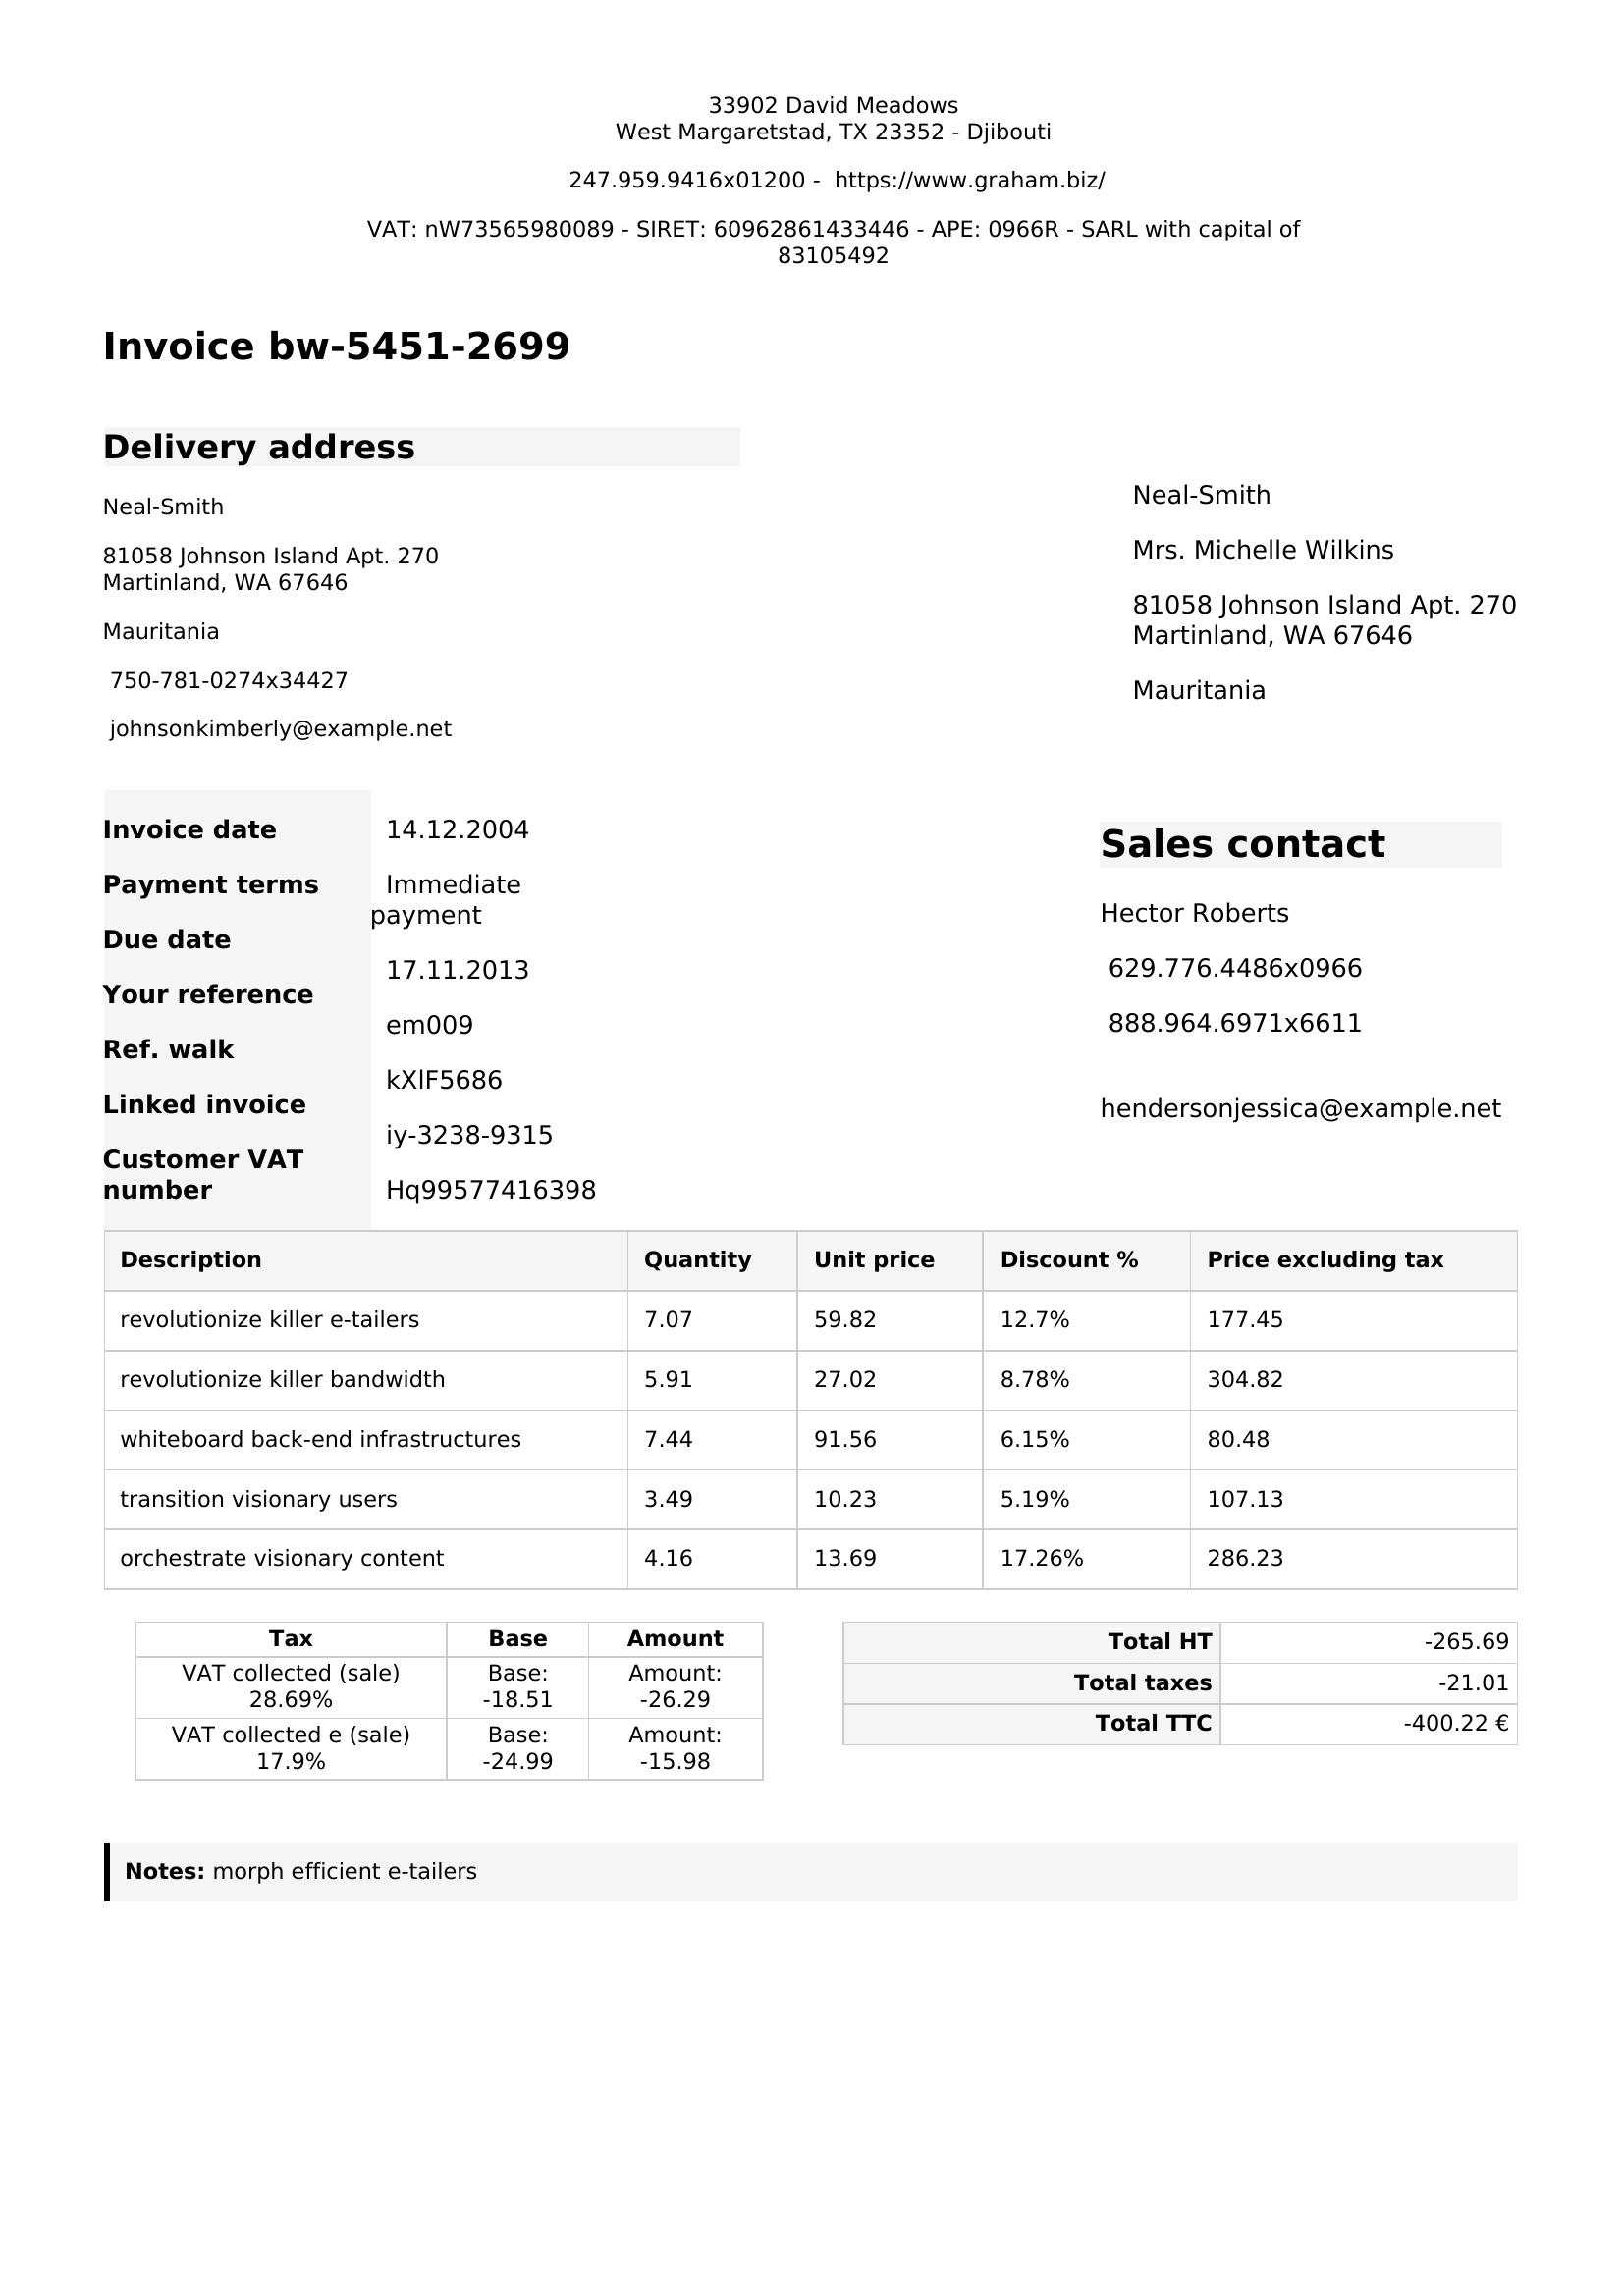 33902 David Meadows
West Margaretstad, TX 23352 - Djibouti
247.959.9416x01200 - https://www.graham.biz/
VAT: nW73565980089 - SIRET: 60962861433446 - APE: 0966R - SARL with capital of
83105492
Invoice bw-5451-2699
Delivery address
Neal-Smith
81058 Johnson Island Apt. 270
Martinland, WA 67646
Mauritania
750-781-0274x34427
johnsonkimberly@example.net
Neal-Smith
Mrs. Michelle Wilkins
81058 Johnson Island Apt. 270
Martinland, WA 67646
Mauritania
Invoice date
Payment terms
Due date
Your reference
Ref. walk
Linked invoice
Customer VAT
number
14.12.2004
Immediate
payment
17.11.2013
em009
kXlF5686
iy-3238-9315
Hq99577416398
Sales contact
Hector Roberts
629.776.4486x0966
888.964.6971x6611
hendersonjessica@example.net
Description Quantity Unit price Discount % Price excluding tax
revolutionize killer e-tailers 7.07 59.82 12.7% 177.45
revolutionize killer bandwidth 5.91 27.02 8.78% 304.82
whiteboard back-end infrastructures 7.44 91.56 6.15% 80.48
transition visionary users 3.49 10.23 5.19% 107.13
orchestrate visionary content 4.16 13.69 17.26% 286.23
Tax Base Amount
VAT collected (sale) Base: Amount:
28.69% -18.51 -26.29
VAT collected e (sale) Base: Amount:
17.9% -24.99 -15.98
Total HT -265.69
Total taxes -21.01
Total TTC -400.22 €
Notes: morph efficient e-tailers